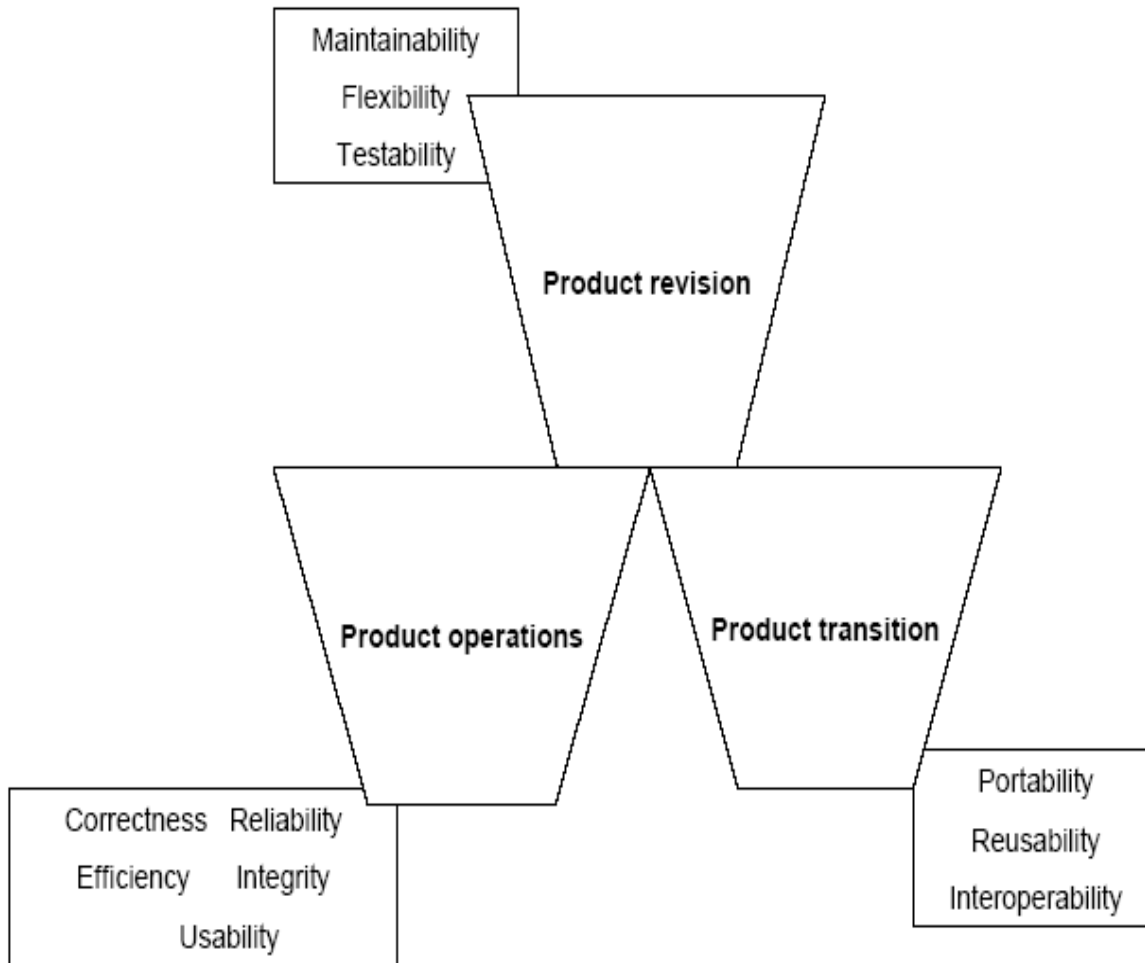 Maintainability
Flexibility
Testability
Product revision
Product operations
Product transition
Correctness Reliability
Efficiency Integrity
Usability
Portability
Reusability
Interoperability